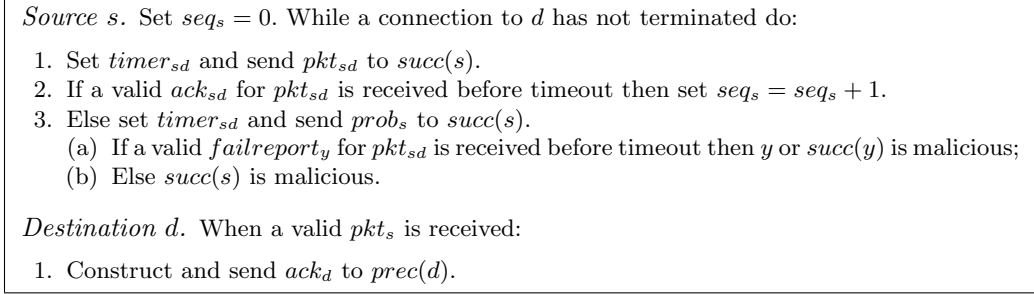 Source s. Set seq_s = 0. While a connection to d has not terminated do:
1. Set timer_sd and send pkt_sd to succ(s).
2. If a valid ack_sd for pkt_sd is received before timeout then set seq_s = seq_s + 1.
3. Else set timer_sd and send prob_s to succ(s).
(a) If a valid failreport_y for pkt_sd is received before timeout then y or succ(y) is malicious;
(b) Else succ(s) is malicious.
Destination d. When a valid pkt_s is received:
1. Construct and send ack_d to prec(d).